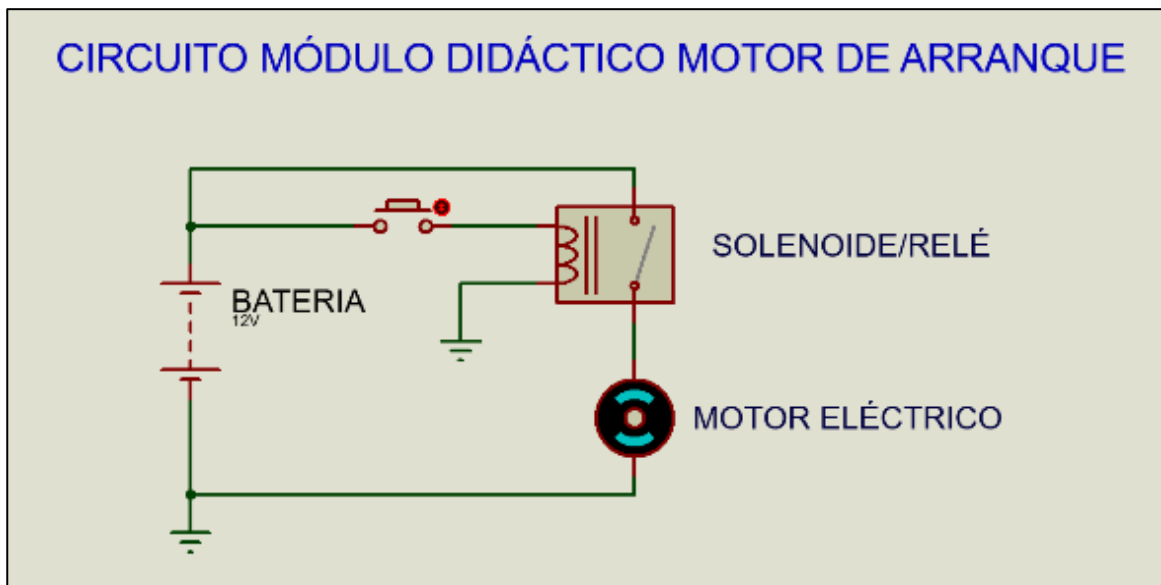 CIRCUITO MÓDULO DIDÁCTICO MOTOR DE ARRANQUE
SOLENOIDE/RELÉ
BATERIA
12V
MOTOR ELÉCTRICO